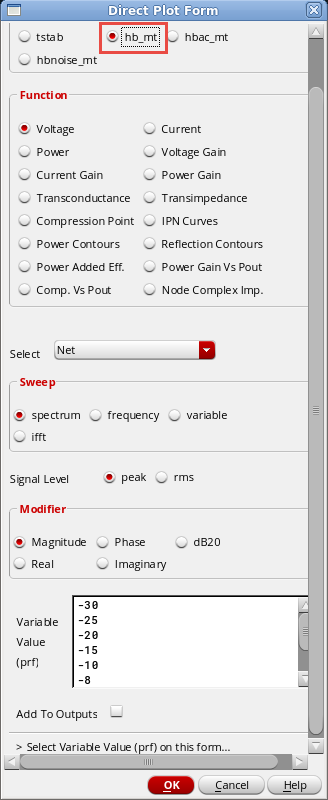 Direct Plot Form
tstab hb_mt hbac_mt
hbnoise_mt
Function
Voltage Current
Power Voltage Gain
Current Gain Power Gain
Transconductance Transimpedance
Compression Point IPN Curves
Power Contours Reflection Contours
Power Added Eff. Power Gain Vs Pout
Comp. Vs Pout Node Complex Imp.
Select Net
Sweep
spectrum frequency variable
ifft
Signal Level peak rms
Modifier
Magnitude Phase dB20
Real Imaginary
Variable
Value
(prf)
-30
-25
-20
-15
-10
-8
Add To Outputs
> Select Variable Value (prf) on this form...
OK Cancel Help